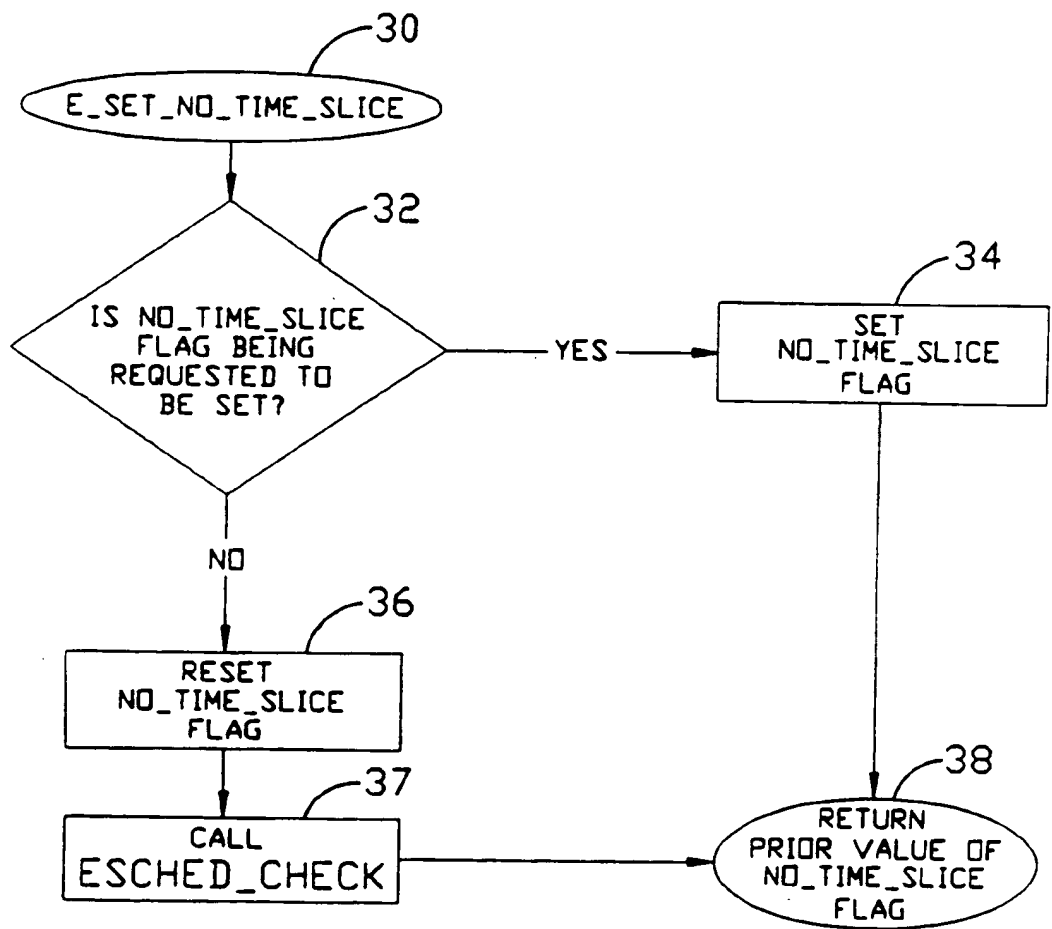 30
E_SET_NO_TIME_SLICE
32
IS NO_TIME_SLICE
FLAG BEING
REQUESTED TO
BE SET?
YES
34
SET
NO_TIME_SLICE
FLAG
NO
36
RESET
NO_TIME_SLICE
FLAG
37
CALL
ESCHED_CHECK
38
RETURN
PRIOR VALUE OF
NO_TIME_SLICE
FLAG